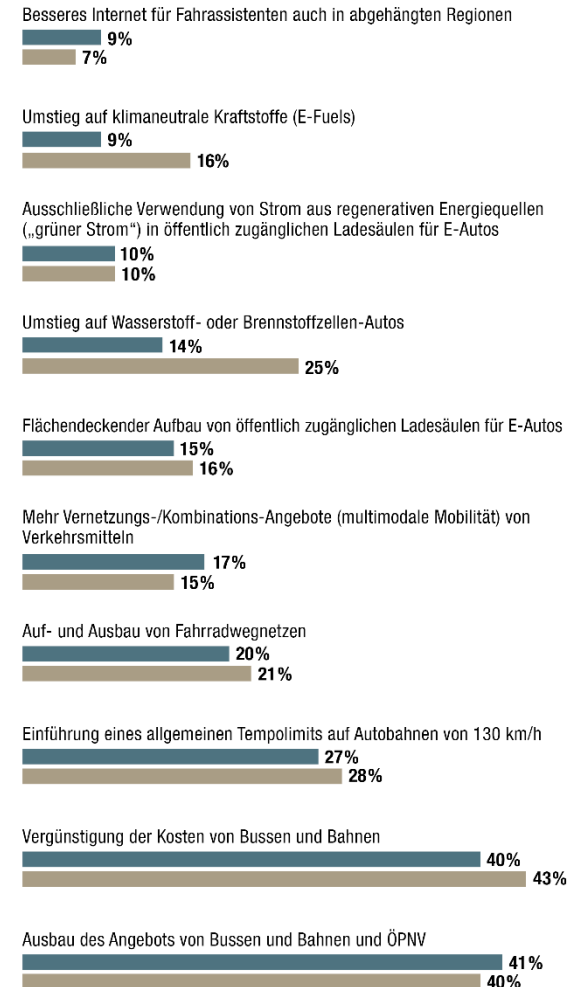 Besseres Internet für Fahrassistenten auch in abgehängten Regionen
9%
7%
Umstieg auf klimaneutrale Kraftstoffe (E-Fuels)
9%
16%
Ausschließliche Verwendung von Strom aus regenerativen Energiequellen
(„grüner Strom“) in öffentlich zugänglichen Ladesäulen für E-Autos
10%
10%
Umstieg auf Wasserstoff- oder Brennstoffzellen-Autos
14%
25%
Flächendeckender Aufbau von öffentlich zugänglichen Ladesäulen für E-Autos
15%
16%
Mehr Vernetzungs-/Kombinations-Angebote (multimodale Mobilität) von
Verkehrsmitteln
17%
15%
Auf- und Ausbau von Fahrradwegnetzen
20%
21%
Einführung eines allgemeinen Tempolimits auf Autobahnen von 130 km/h
27%
28%
Vergünstigung der Kosten von Bussen und Bahnen
40%
43%
Ausbau des Angebots von Bussen und Bahnen und ÖPNV
41%
40%